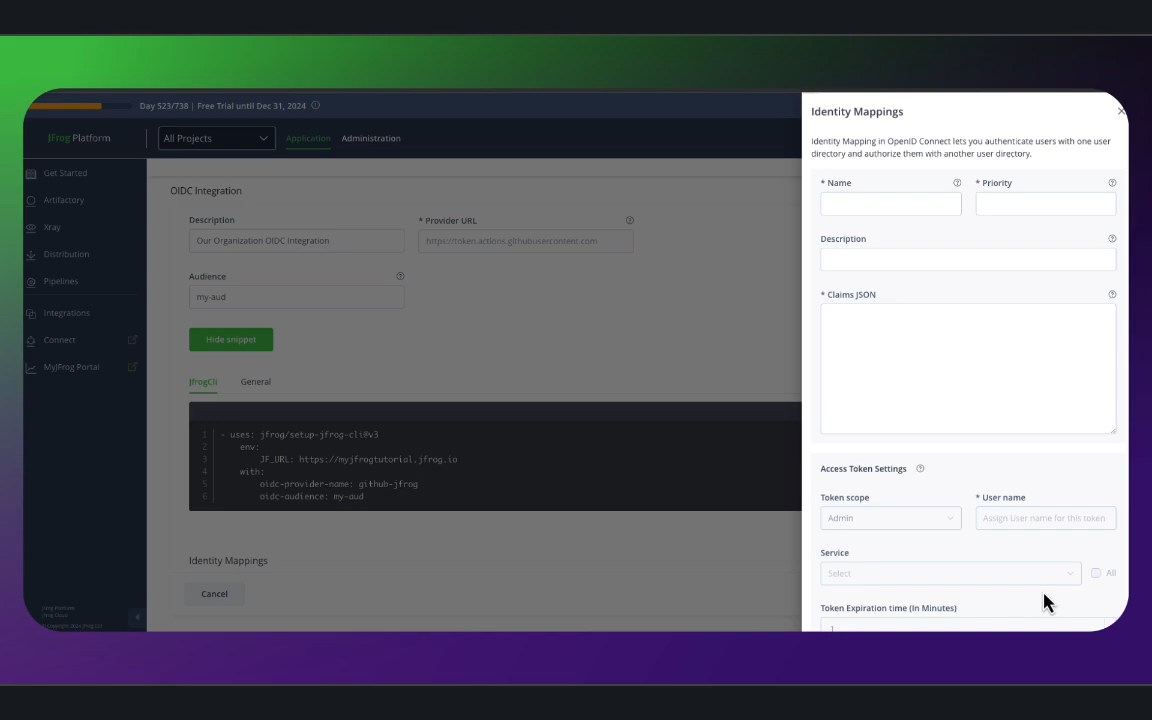 Day 523/738 | Free Trial until Dec 31, 2024
JFrog Platform
All Projects
Application
Administration
Get Started
Artifactory
Xray
Distribution
Pipelines
Integrations
Connect
MyJFrog Portal
OIDC Integration
Description
* Provider URL
Our Organization OIDC Integration
https://token.actions.githubusercontent.com
Audience
my-aud
Hide snippet
JfrogCli
General
1 - uses: jfrog/setup-jfrog-cli@v3
2 env:
3 JF_URL: https://myjfrogtutorial.jfrog.io
4 with:
5 oidc-provider-name: github-jfrog
6 oidc-audience: my-aud
Identity Mappings
Cancel
Identity Mappings
Identity Mapping in OpenID Connect lets you authenticate users with one user
directory and authorize them with another user directory.
* Name
* Priority
Description
* Claims JSON
Access Token Settings
Token scope
* User name
Admin
Assign User name for this token
Service
Select
All
Token Expiration time (In Minutes)
1